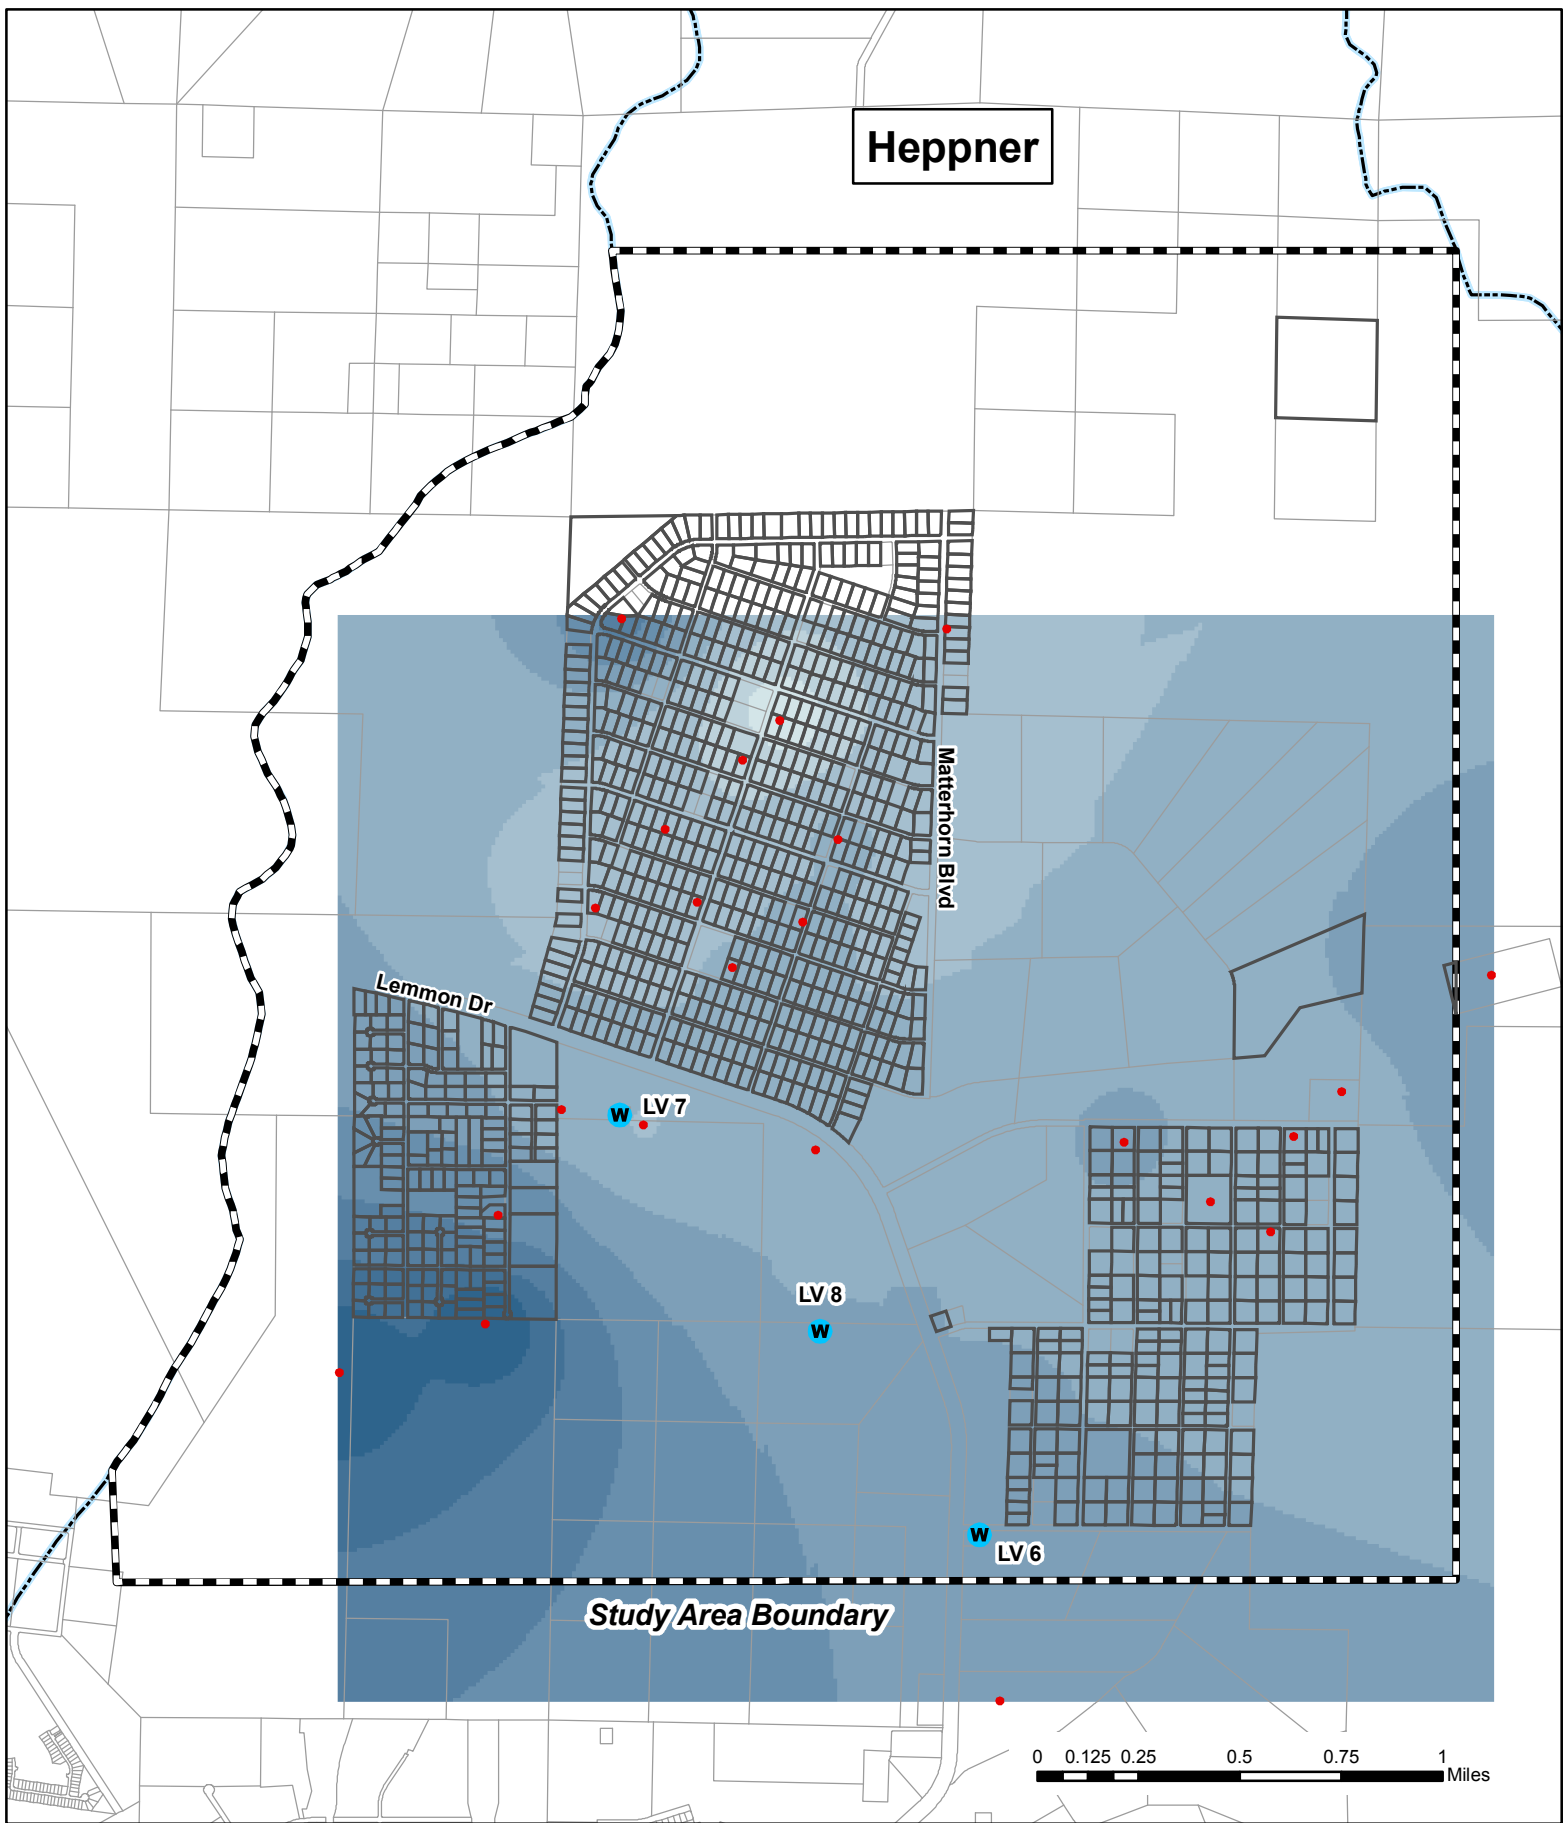 Heppner
Matterhorn Blvd
Lemmon Dr
W
LV 7
LV 8
W
W
LV 6
Study Area Boundary
0 0.125 0.25 0.5 0.75 1
Miles